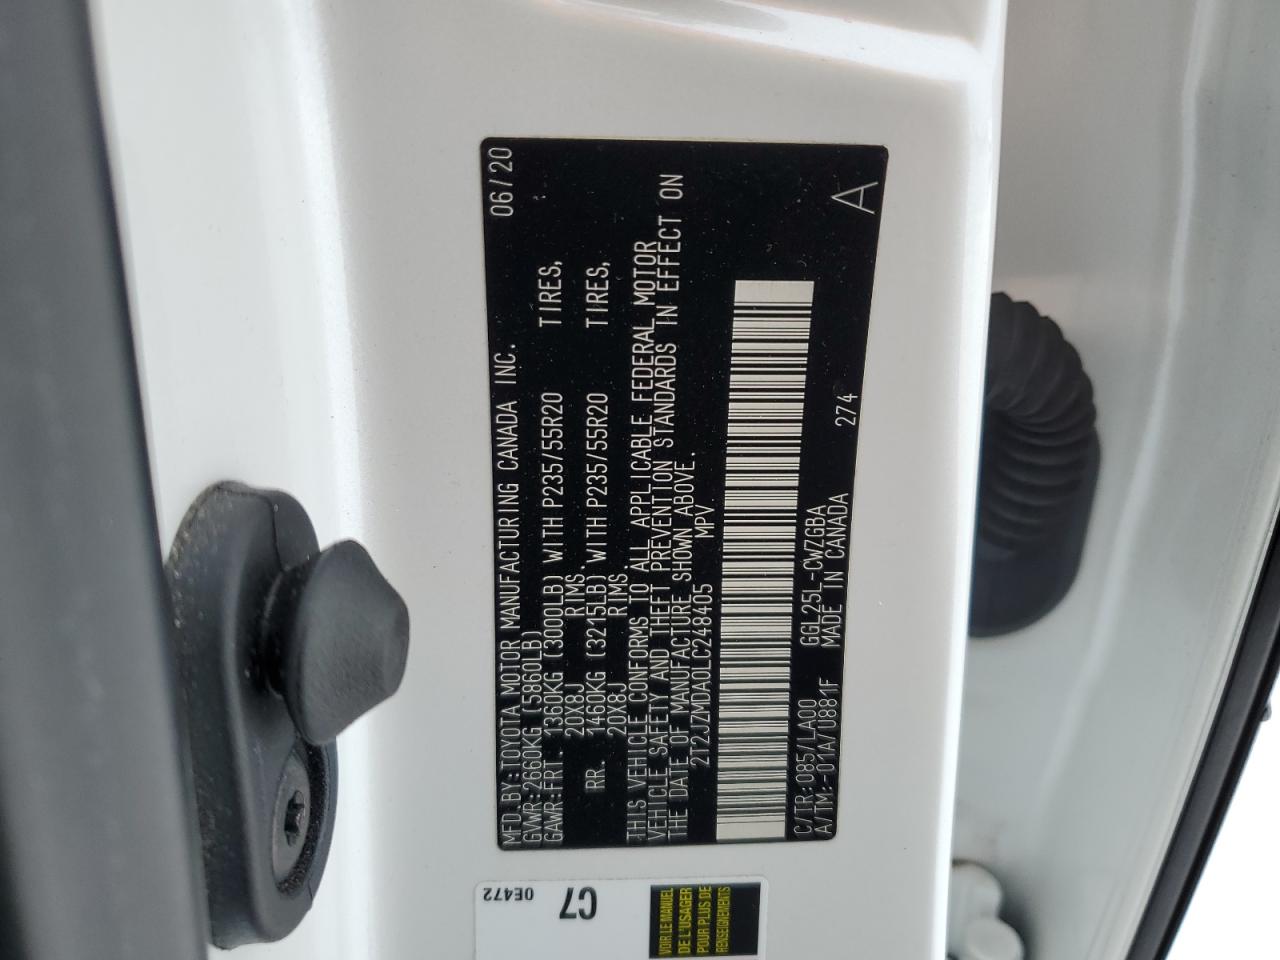 MFD.BY:TOYOTA MOTOR MANUFACTURING CANADA INC. 06/20
GVWR:2660KG (5860LB)
GAWR:FRT. 1360KG (3000LB) WITH P235/55R20 TIRES,
20X8J RIMS,
RR. 1460KG (3215LB) WITH P235/55R20 TIRES,
20X8J RIMS.
THIS VEHICLE CONFORMS TO ALL APPLICABLE FEDERAL MOTOR
VEHICLE SAFETY AND THEFT PREVENTION STANDARDS IN EFFECT ON
THE DATE OF MANUFACTURE SHOWN ABOVE.
2T2JZMDA0LC248405 MPV
C/TR:085/LA00 GGL25L-CWZGBA 274 A
A/TM:-01A/U881F MADE IN CANADA
0E472
C7
VOIR LE MANUEL
DE L'USAGER
POUR PLUS DE
RENSEIGNEMENTS